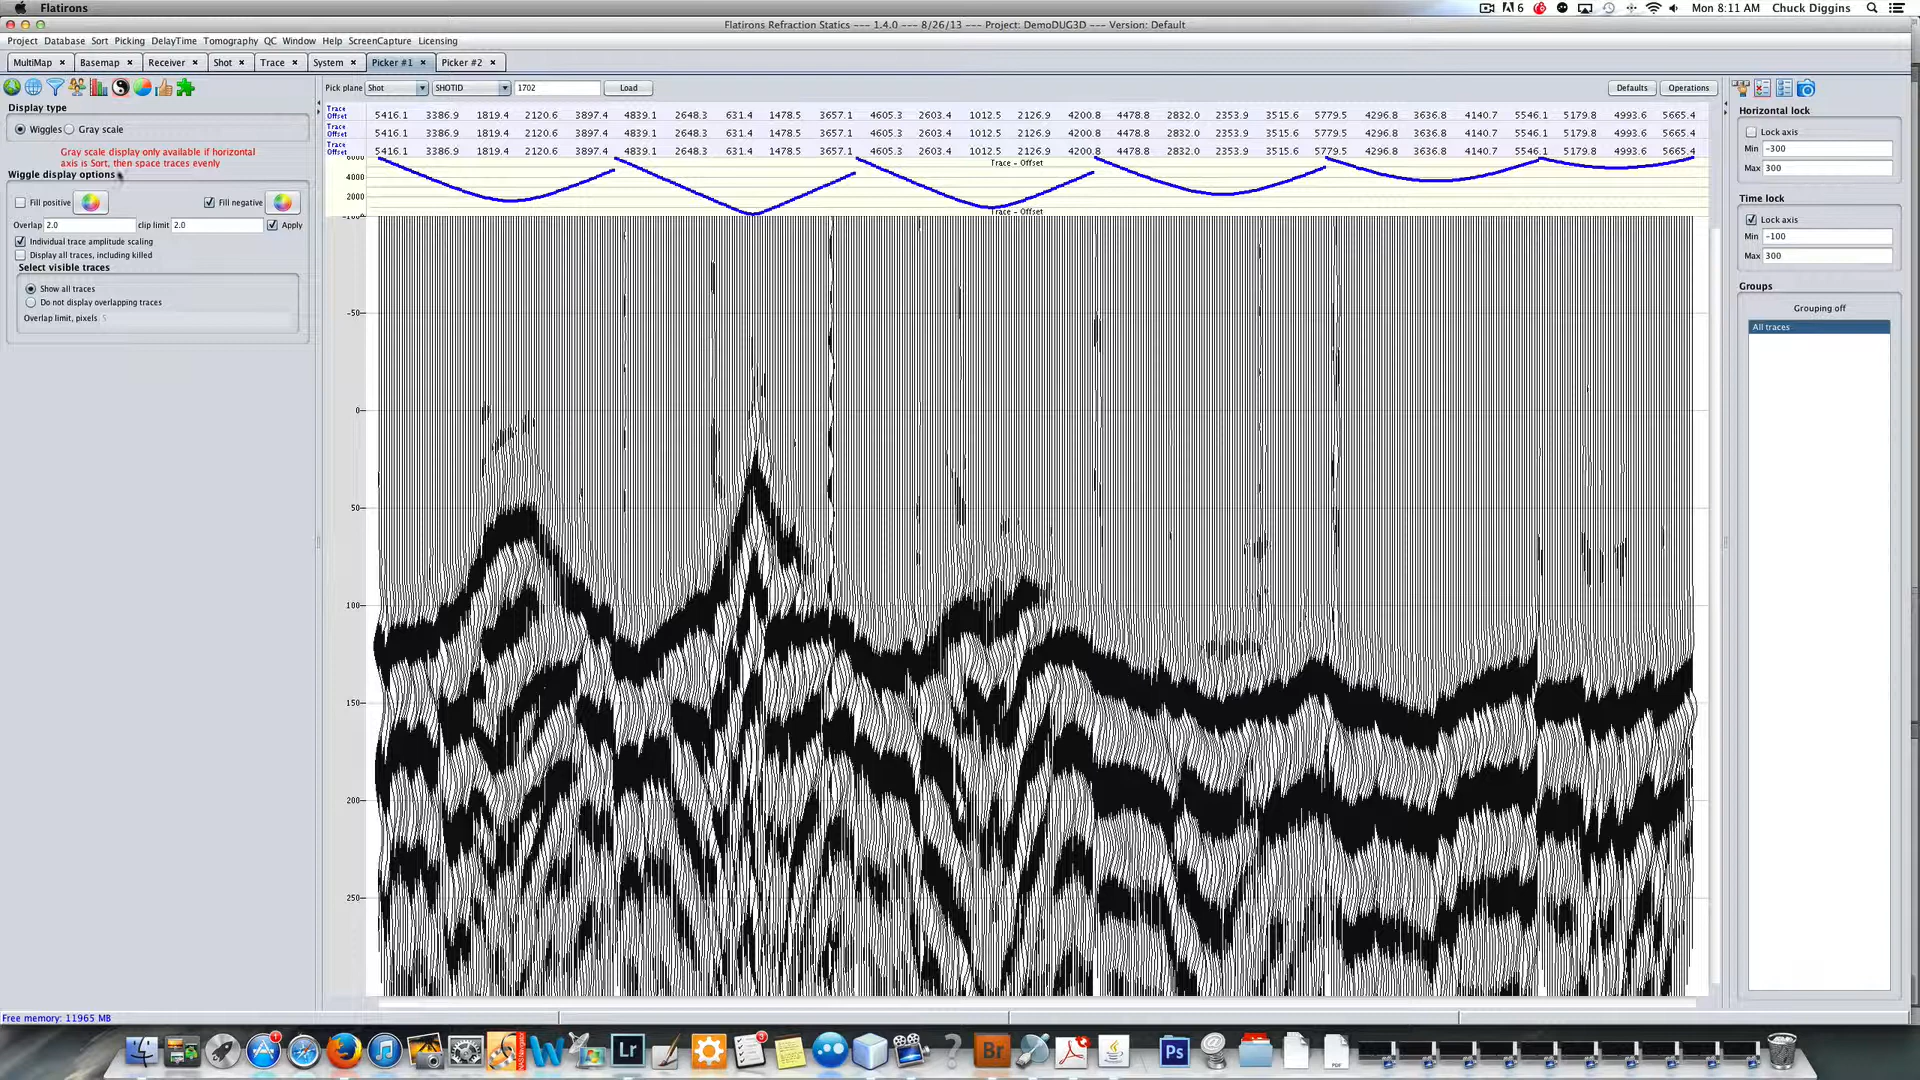 Flatirons
6
Mon 8:11 AM
Chuck Diggins
Flatirons Refraction Statics --- 1.4.0 --- 8/26/13 --- Project: DemoDUG3D --- Version: Default
Project Database Sort Picking DelayTime Tomography QC Window Help ScreenCapture Licensing
MultiMap Basemap Receiver Shot Trace System Picker #1 Picker #2
Pick plane Shot SHOTID 1702 Load Defaults Operations
Display type
Wiggles Gray scale
Gray scale display only available if horizontal
axis is Sort, then space traces evenly
Wiggle display options
Fill positive Fill negative
Overlap 2.0 clip limit 2.0 Apply
Individual trace amplitude scaling
Display all traces, including killed
Select visible traces
Show all traces
Do not display overlapping traces
Overlap limit, pixels 5
Trace
Offset 5416.1 3386.9 1819.4 2120.6 3897.4 4839.1 2648.3 631.4 1478.5 3657.1 4605.3 2603.4 1012.5 2126.9 4200.8 4478.8 2832.0 2353.9 3515.6 5779.5 4296.8 3636.8 4140.7 5546.1 5179.8 4993.6 5665.4
Trace
Offset 5416.1 3386.9 1819.4 2120.6 3897.4 4839.1 2648.3 631.4 1478.5 3657.1 4605.3 2603.4 1012.5 2126.9 4200.8 4478.8 2832.0 2353.9 3515.6 5779.5 4296.8 3636.8 4140.7 5546.1 5179.8 4993.6 5665.4
Trace
Offset 5416.1 3386.9 1819.4 2120.6 3897.4 4839.1 2648.3 631.4 1478.5 3657.1 4605.3 2603.4 1012.5 2126.9 4200.8 4478.8 2832.0 2353.9 3515.6 5779.5 4296.8 3636.8 4140.7 5546.1 5179.8 4993.6 5665.4
6000
Trace - Offset
4000
2000
Trace - Offset
-100
-50
0
50
100
150
200
250
Horizontal lock
Lock axis
Min -300
Max 300
Time lock
Lock axis
Min -100
Max 300
Groups
Grouping off
All traces
Free memory: 11965 MB
1
W
Lr
3
?
Br
Ps
PDF